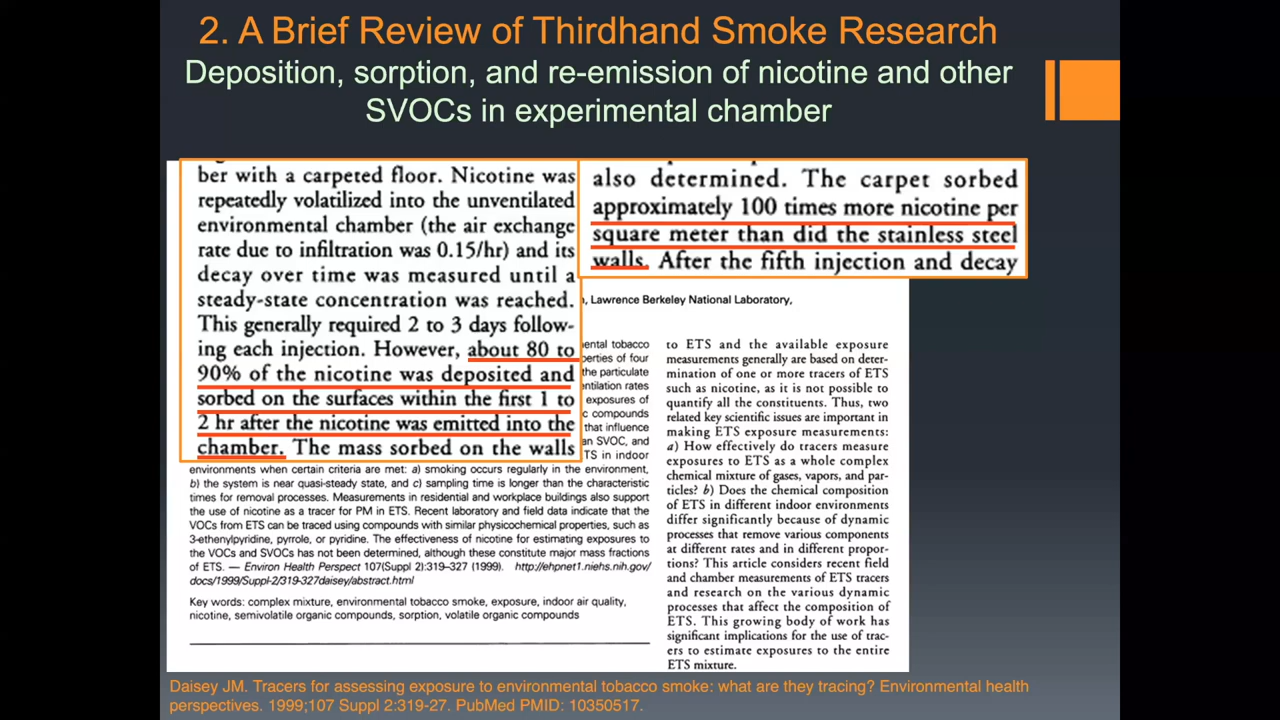 2. A Brief Review of Thirdhand Smoke Research
Deposition, sorption, and re-emission of nicotine and other
SVOCs in experimental chamber
ber with a carpeted floor. Nicotine was
repeatedly volatilized into the unventilated
environmental chamber (the air exchange
rate due to infiltration was 0.15/hr) and its
decay over time was measured until a
steady-state concentration was reached.
This generally required 2 to 3 days follow-
ing each injection. However, about 80 to
90% of the nicotine was deposited and
sorbed on the surfaces within the first 1 to
2 hr after the nicotine was emitted into the
chamber. The mass sorbed on the walls
also determined. The carpet sorbed
approximately 100 times more nicotine per
square meter than did the stainless steel
walls. After the fifth injection and decay
, Lawrence Berkeley National Laboratory,
ental tobacco
perties of four
the particulate
ntilation rates
exposures of
c compounds
that influence
an SVOC, and
TS in indoor
environments when certain criteria are met: a) smoking occurs regularly in the environment,
b) the system is near quasi-steady state, and c) sampling time is longer than the characteristic
times for removal processes. Measurements in residential and workplace buildings also support
the use of nicotine as a tracer for PM in ETS. Recent laboratory and field data indicate that the
VOCs from ETS can be traced using compounds with similar physicochemical properties, such as
3-ethenylpyridine, pyrrole, or pyridine. The effectiveness of nicotine for estimating exposures to
the VOCs and SVOCs has not been determined, although these constitute major mass fractions
of ETS. — Environ Health Perspect 107(Suppl 2):319–327 (1999). http://ehpnet1.niehs.nih.gov/
docs/1999/Suppl-2/319-327daisey/abstract.html
Key words: complex mixture, environmental tobacco smoke, exposure, indoor air quality,
nicotine, semivolatile organic compounds, sorption, volatile organic compounds
to ETS and the available exposure
measurements generally are based on deter-
mination of one or more tracers of ETS
such as nicotine, as it is not possible to
quantify all the constituents. Thus, two
related key scientific issues are important in
making ETS exposure measurements:
a) How effectively do tracers measure
exposures to ETS as a whole complex
chemical mixture of gases, vapors, and par-
ticles? b) Does the chemical composition
of ETS in different indoor environments
differ significantly because of dynamic
processes that remove various components
at different rates and in different propor-
tions? This article considers recent field
and chamber measurements of ETS tracers
and research on the various dynamic
processes that affect the composition of
ETS. This growing body of work has
significant implications for the use of trac-
ers to estimate exposures to the entire
ETS mixture.
Daisey JM. Tracers for assessing exposure to environmental tobacco smoke: what are they tracing? Environmental health
perspectives. 1999;107 Suppl 2:319-27. PubMed PMID: 10350517.